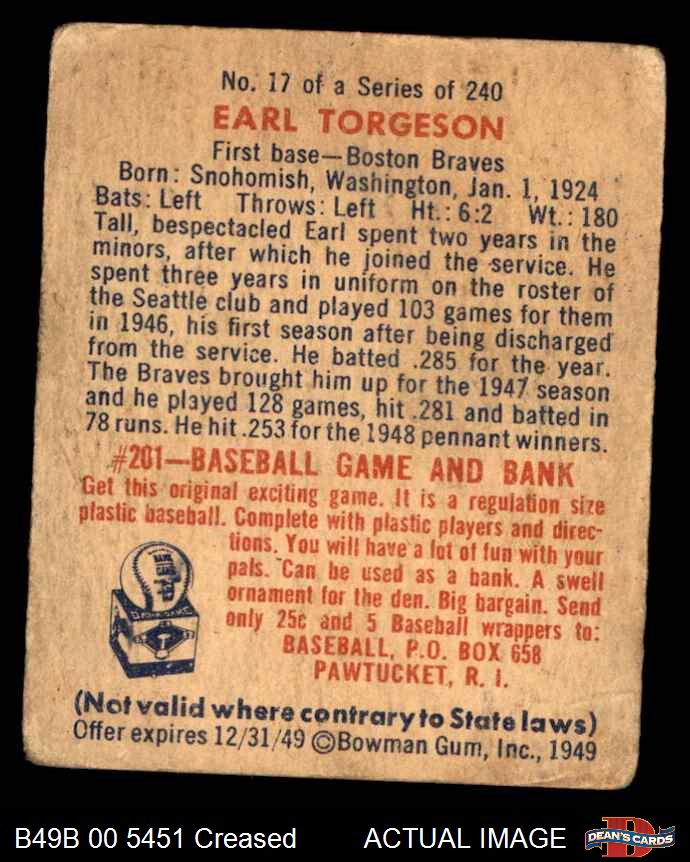 No. 17 of a Series of 240
EARL TORGESON
First base—Boston Braves
Born: Snohomish, Washington, Jan. 1, 1924
Bats: Left Throws: Left Ht.: 6:2 Wt.: 180
Tall, bespectacled Earl spent two years in the
minors, after which he joined the service. He
spent three years in uniform on the roster of
the Seattle club and played 103 games for them
in 1946, his first season after being discharged
from the service. He batted .285 for the year.
The Braves brought him up for the 1947 season
and he played 128 games, hit .281 and batted in
78 runs. He hit .253 for the 1948 pennant winners.
#201—BASEBALL GAME AND BANK
Get this original exciting game. It is a regulation size
plastic baseball. Complete with plastic players and direc-
tions. You will have a lot of fun with your
pals. Can be used as a bank. A swell
ornament for the den. Big bargain. Send
only 25c and 5 Baseball wrappers to:
BASEBALL, P.O. BOX 658
PAWTUCKET, R. I.
(Not valid where contrary to State laws)
Offer expires 12/31/49 ©Bowman Gum, Inc., 1949
B49B 00 5451 Creased ACTUAL IMAGE
DEAN'S CARDS